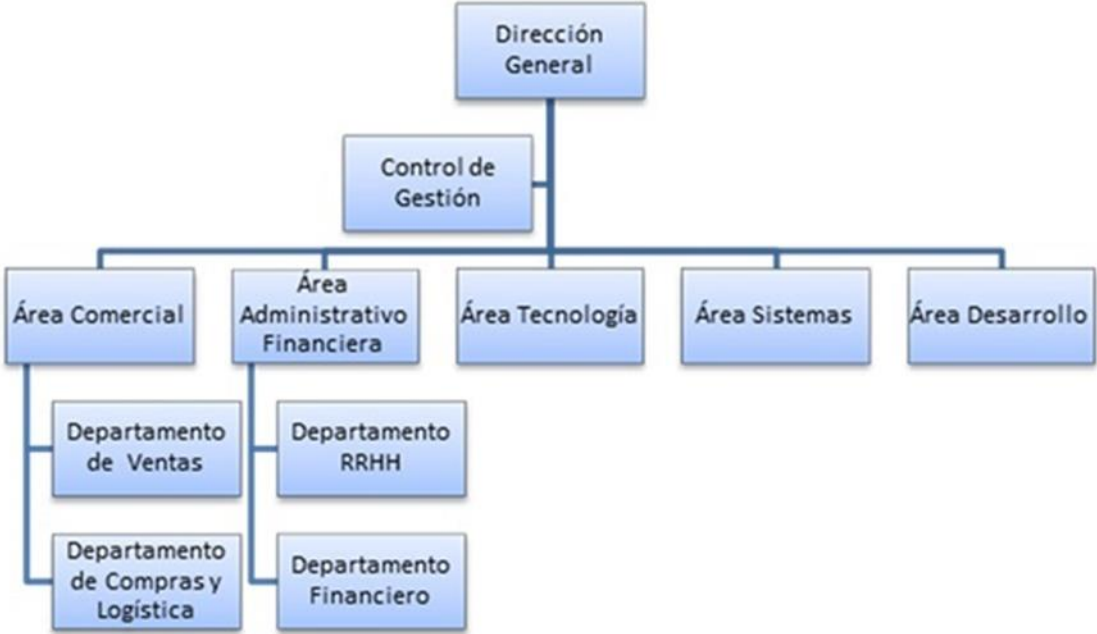 Dirección
General
Control de
Gestión
Área Comercial
Área
Administrativo
Financiera
Área Tecnología
Área Sistemas
Área Desarrollo
Departamento
de Ventas
Departamento
RRHH
Departamento
de Compras y
Logística
Departamento
Financiero